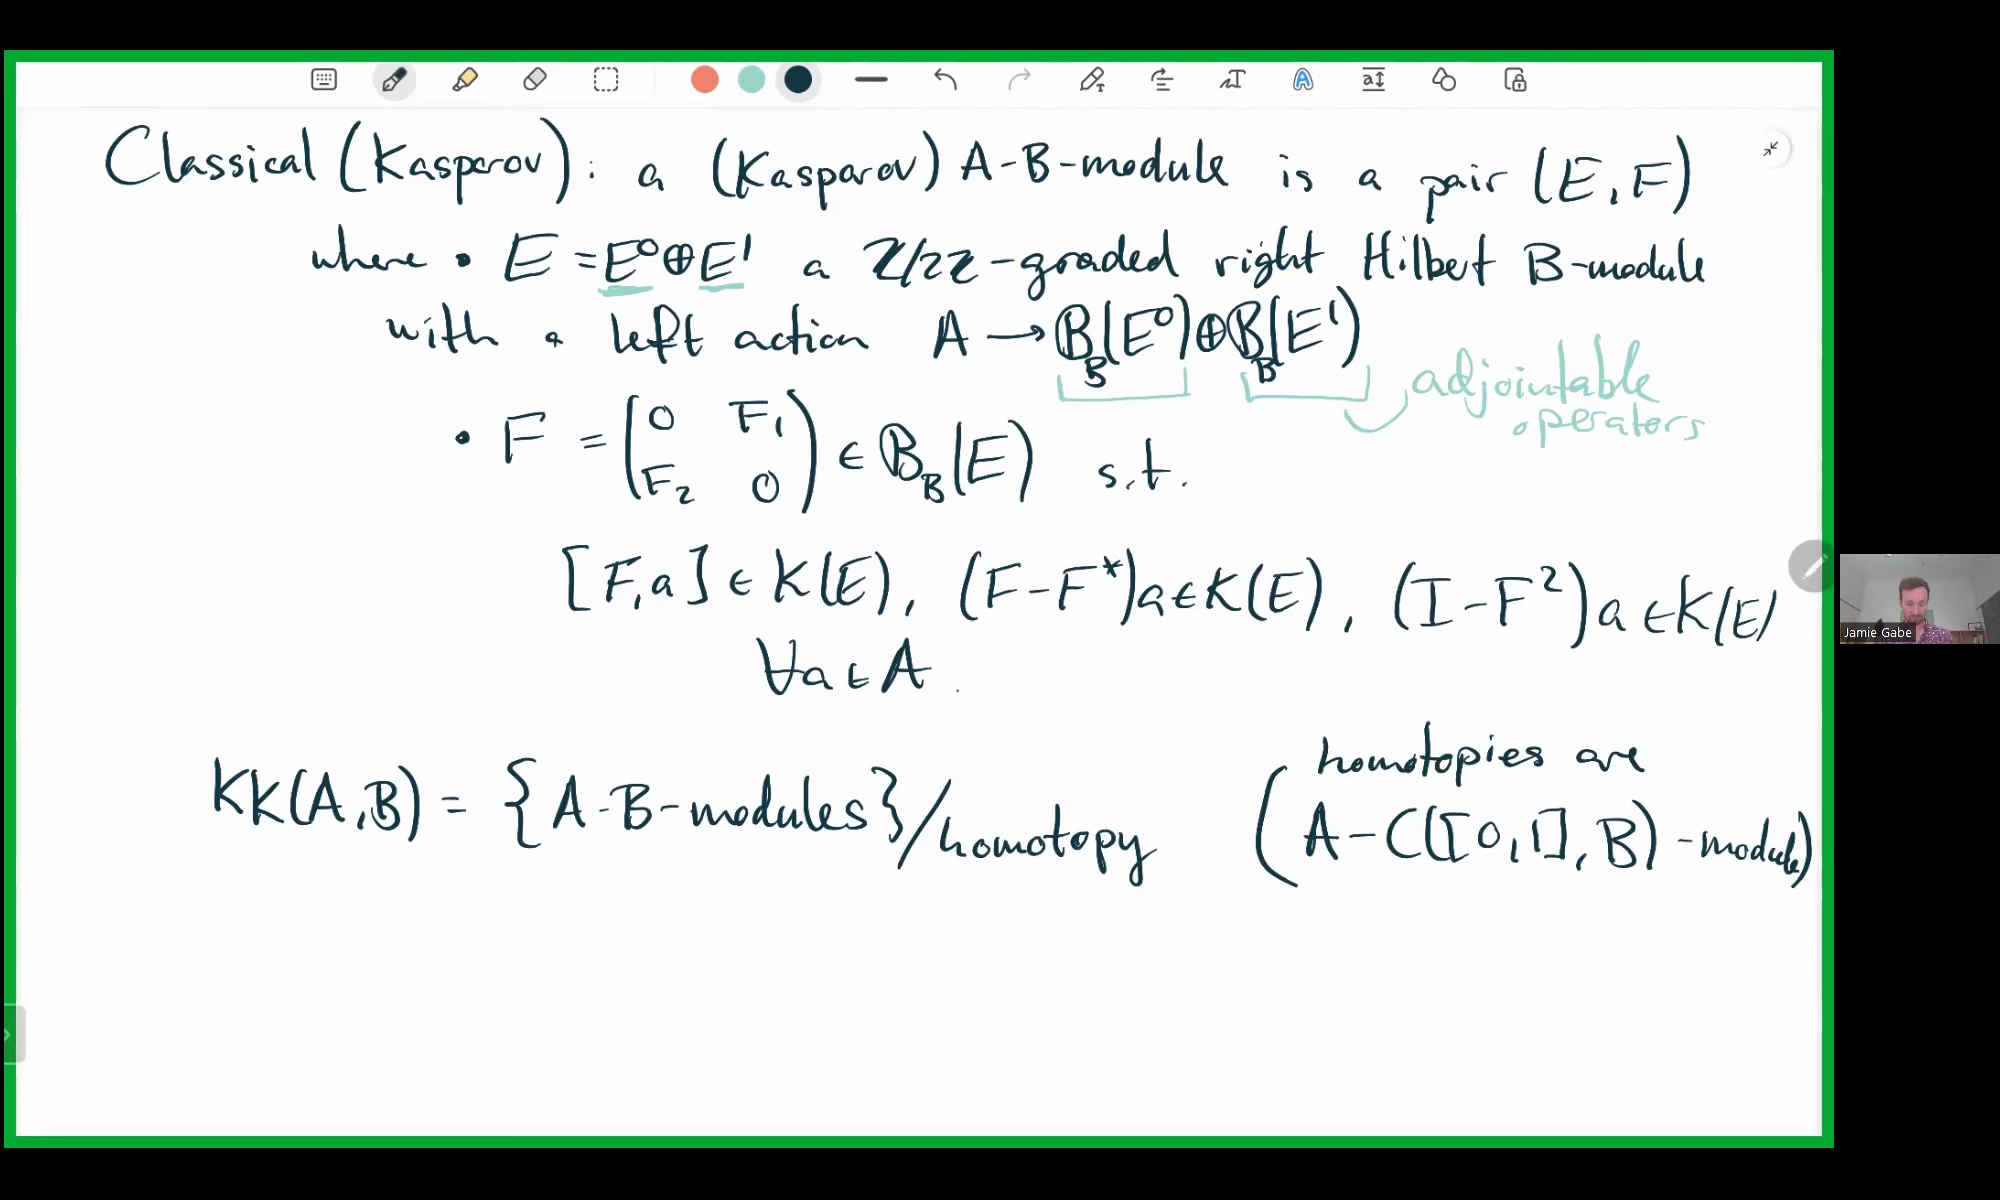 Classical (Kasparov): a (Kasparov) A-B-module is a pair (E, F)
where • E = E⁰⊕E¹ a ℤ/2ℤ-graded right Hilbert B-module
with a left action A → 𝔹_B(E⁰)⊕𝔹_B(E¹)
adjointable
operators
• F = (0 F₁
F₂ 0) ∈ 𝔹_B(E) s.t.
[F,a] ∈ K(E), (F-F*)a ∈ K(E), (I-F²)a ∈ K(E)
∀a ∈ A.
KK(A,B) = {A-B-modules}/homotopy
(homotopies are
A-C([0,1],B)-module)
Jamie Gabe